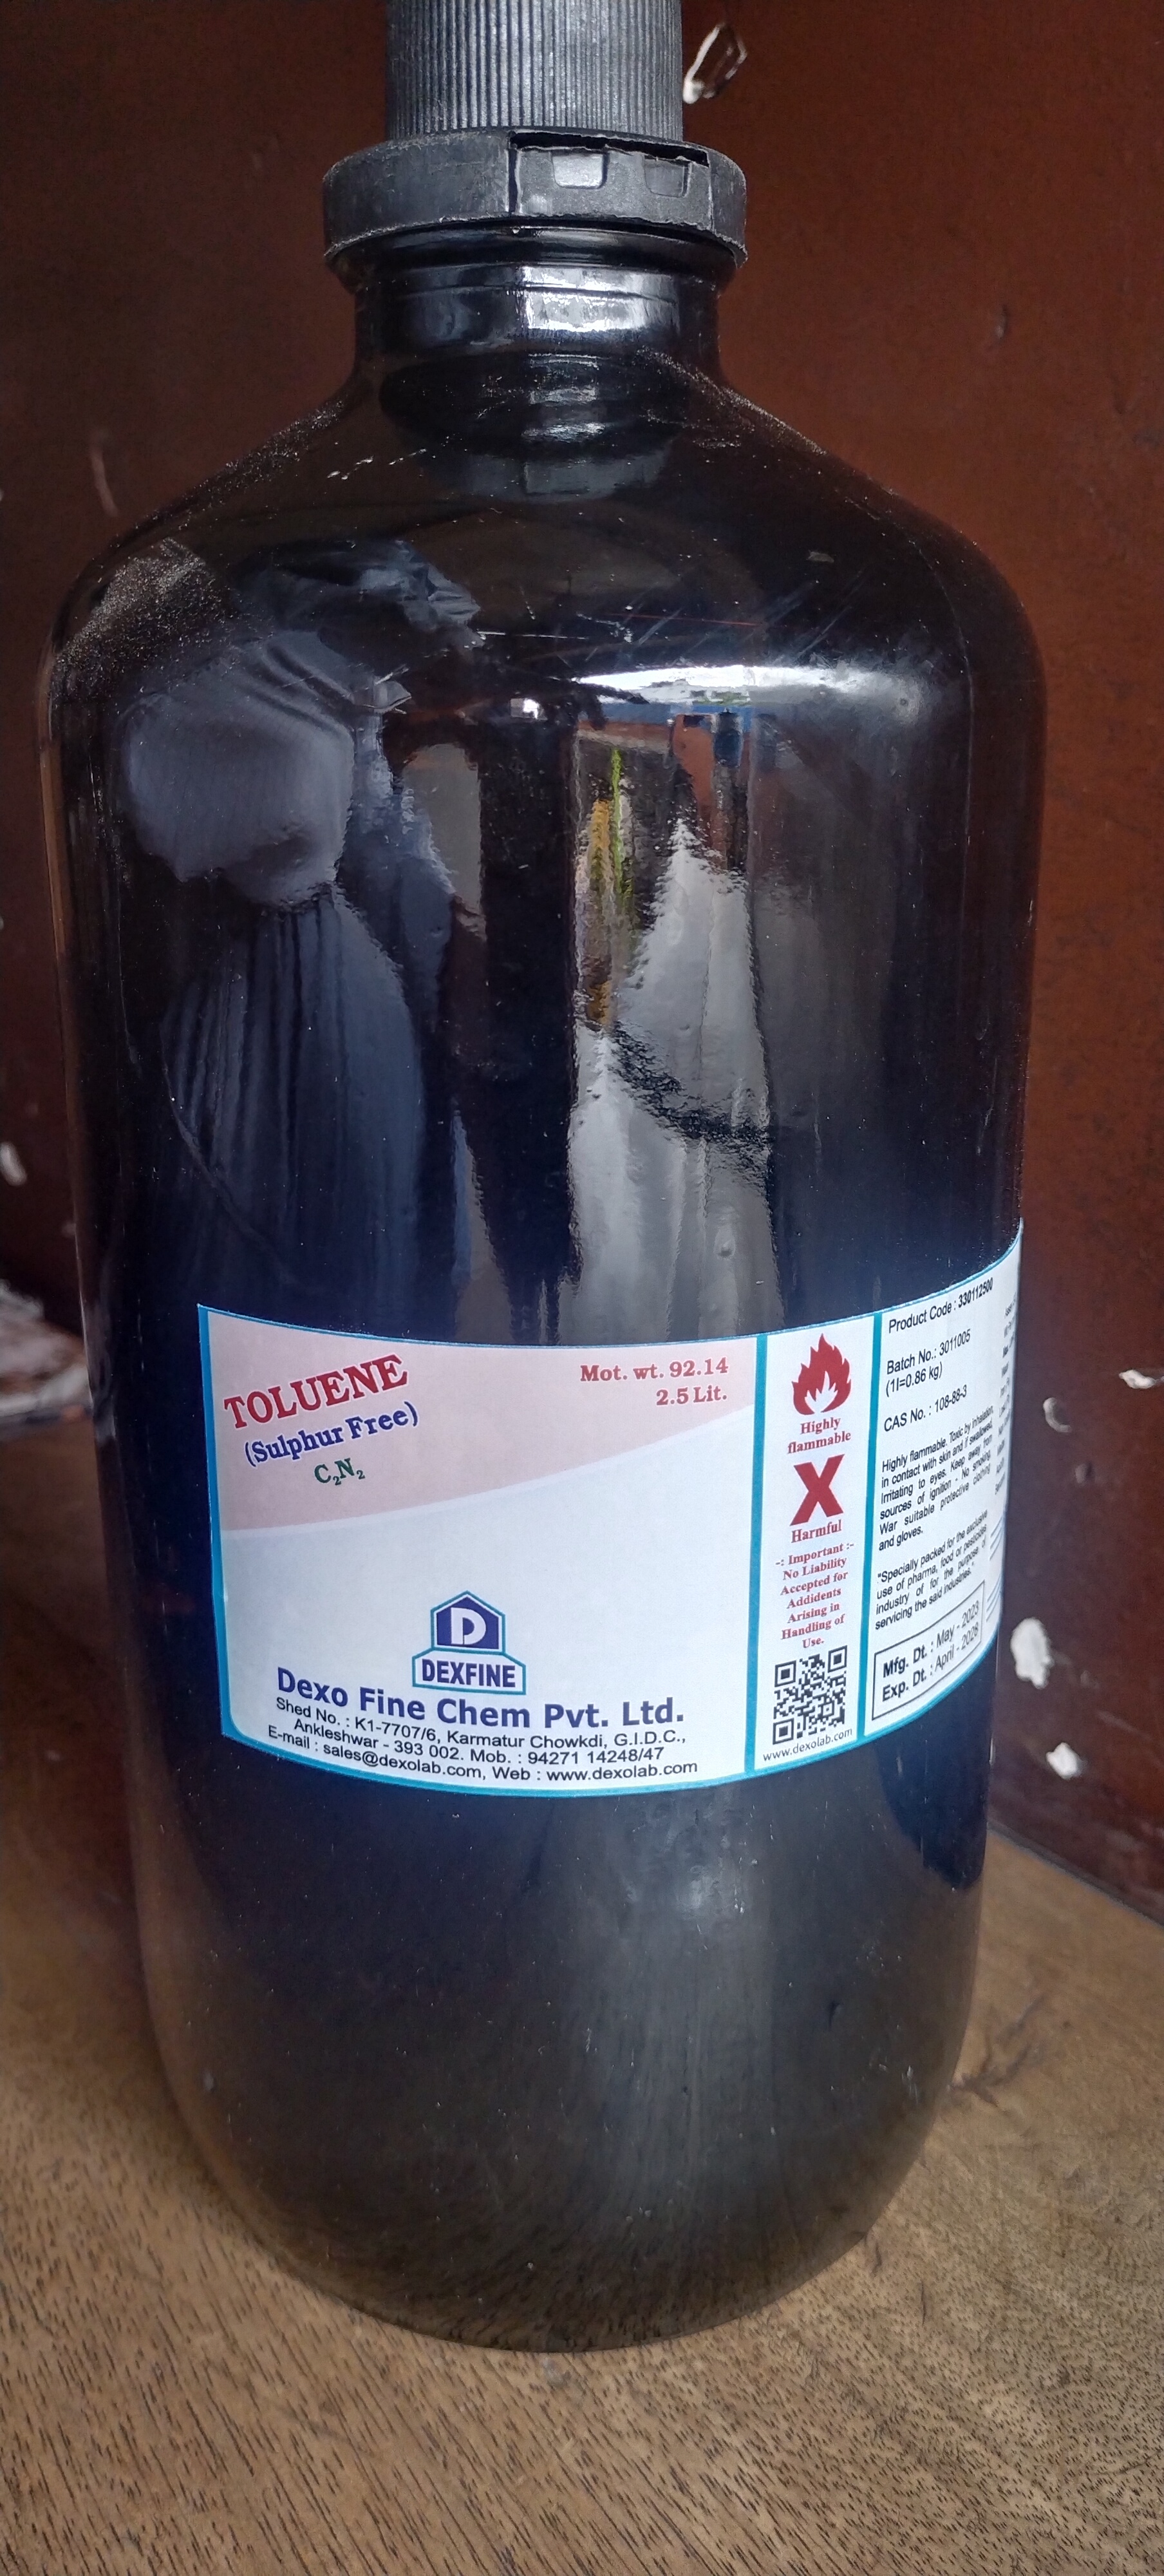 TOLUENE
(Sulphur Free)
C₂N₂
Mot. wt. 92.14
2.5 Lit.
D
DEXFINE
Dexo Fine Chem Pvt. Ltd.
Shed No. : K1-7707/6, Karmatur Chowkdi, G.I.D.C.,
Ankleshwar - 393 002. Mob. : 94271 14248/47
E-mail : sales@dexolab.com, Web : www.dexolab.com
Highly
flammable
X
Harmful
-: Important :-
No Liability
Accepted for
Addidents
Arising in
Handling of
Use.
www.dexolab.com
Product Code : 330112500
Batch No.: 3011005
(1l=0.86 kg)
CAS No. : 108-88-3
Highly flammable. Toxic by inhalation,
in contact with skin and if swallowed.
Irritating to eyes. Keep away from
sources of ignition - No smoking.
War suitable protective clothing
and gloves.
"Specially packed for the exclusive
use of pharma, food or pesticides
industry of for the purpose of
servicing the said industries."
Mfg. Dt. : May - 2023
Exp. Dt. : April - 2028